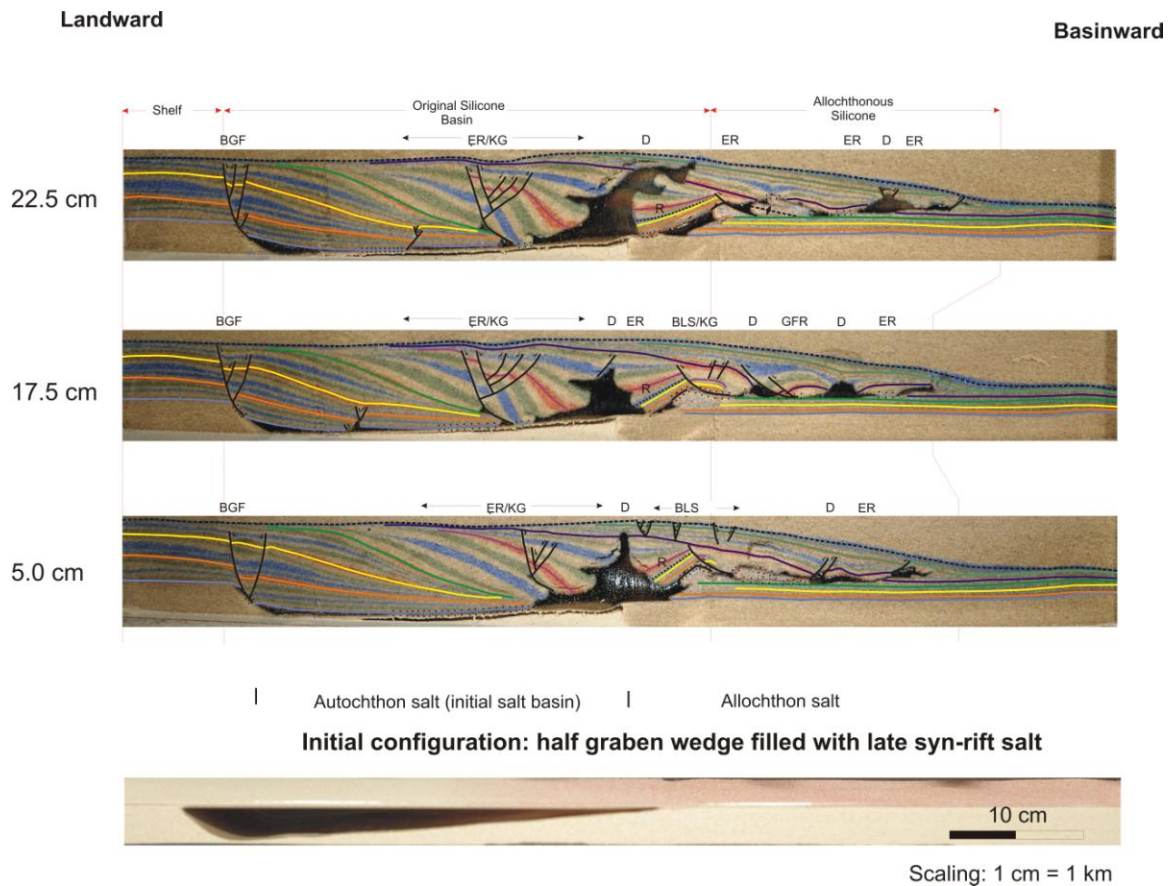 Landward
Basinward
Shelf
Original Silicone
Basin
Allochthonous
Silicone
BGF ER/KG D ER ER D ER
22.5 cm
R
BGF ER/KG D ER BLS/KG D GFR D ER
17.5 cm
R
BGF ER/KG D BLS D ER
5.0 cm
R
Autochthon salt (initial salt basin) Allochthon salt
Initial configuration: half graben wedge filled with late syn-rift salt
10 cm
Scaling: 1 cm = 1 km